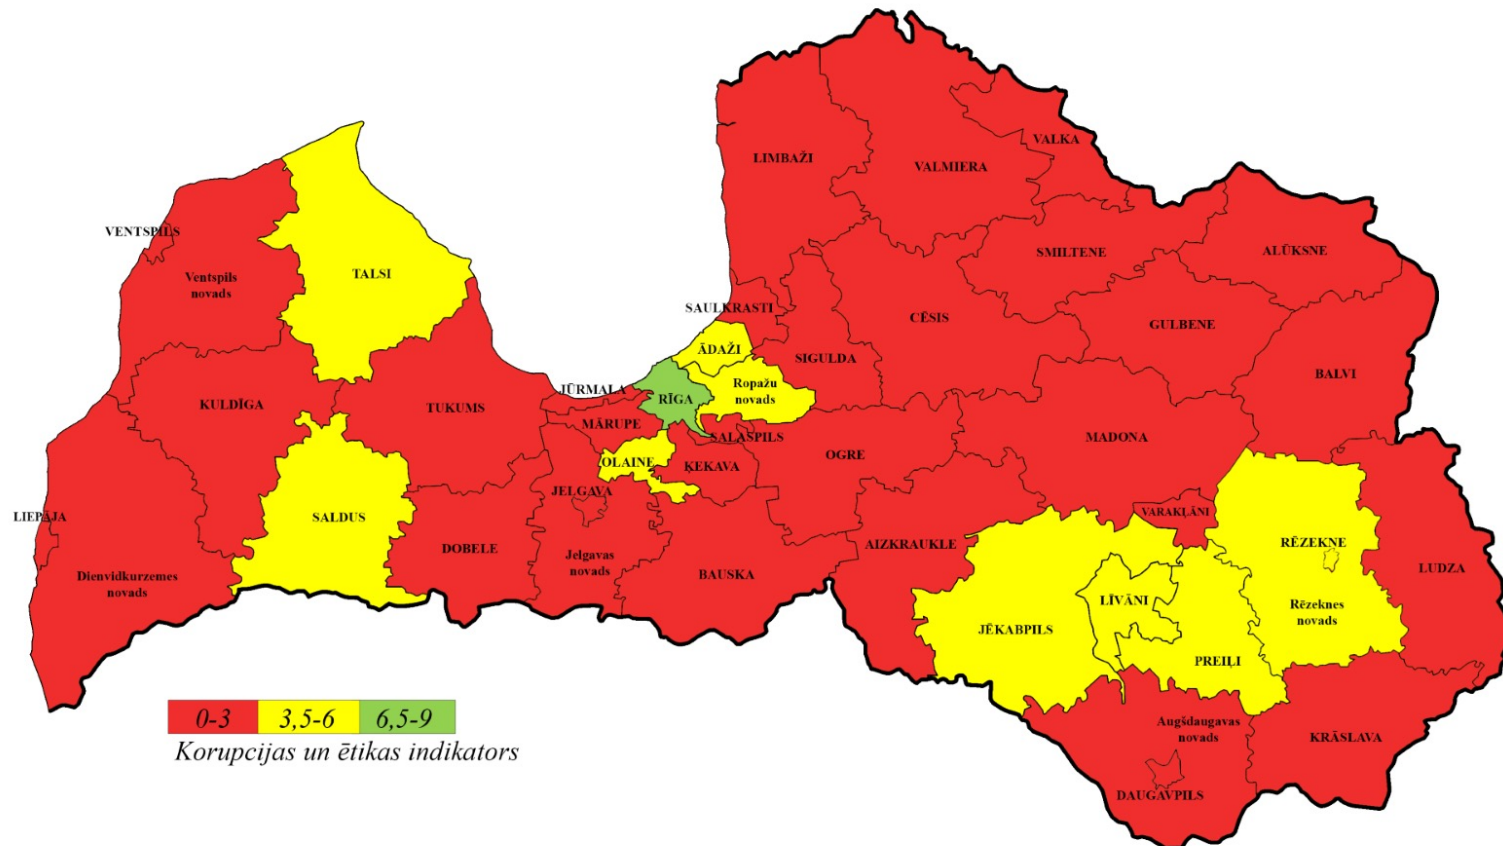 VALKA
LIMBAŽI
VALMIERA
VENTSPILS
Ventspils
novads
TALSI
SMILTENE
ALŪKSNE
SAULKRASTI
CĒSIS
GULBENE
ĀDAŽI
SIGULDA
BALVI
JŪRMALA
RĪGA
Ropažu
novads
KULDĪGA
TUKUMS
MĀRUPE
SALASPILS
MADONA
OLAINE
ĶEKAVA
OGRE
JELGAVA
LIEPĀJA
SALDUS
VARAKĻĀNI
DOBELE
AIZKRAUKLE
RĒZEKNE
Jelgavas
novads
BAUSKA
LUDZA
Dienvidkurzemes
novads
LĪVĀNI
Rēzeknes
novads
JĒKABPILS
PREIĻI
0-3
3,5-6
6,5-9
Korupcijas un ētikas indikators
Augšdaugavas
novads
KRĀSLAVA
DAUGAVPILS